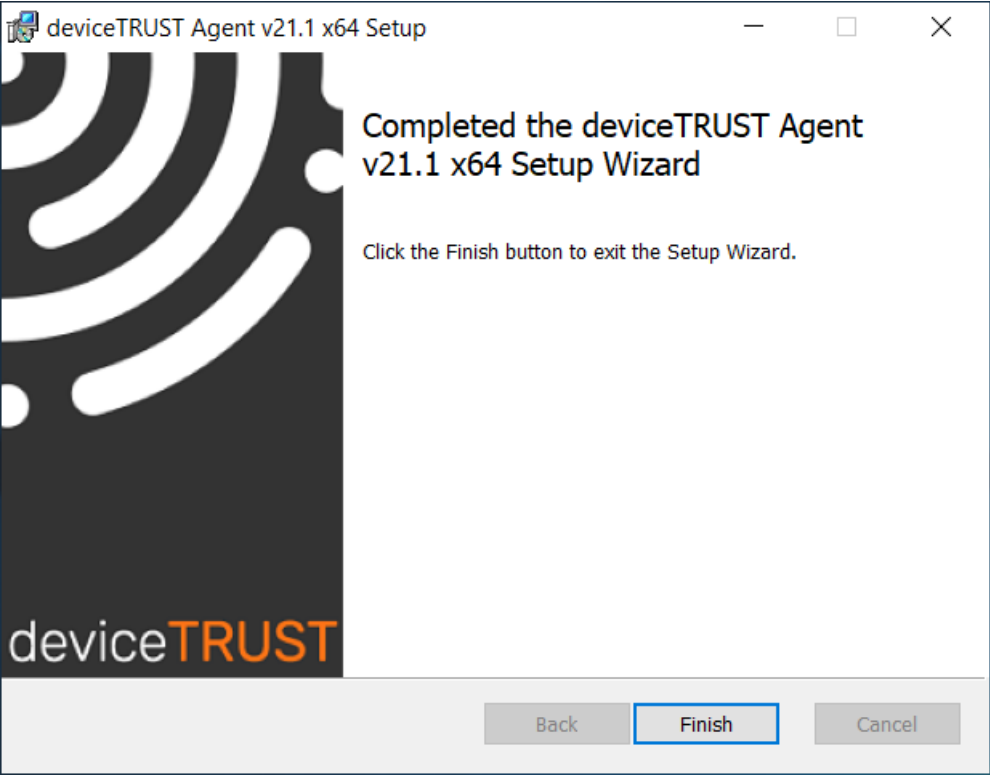 deviceTRUST Agent v21.1 x64 Setup
Completed the deviceTRUST Agent
v21.1 x64 Setup Wizard
Click the Finish button to exit the Setup Wizard.
deviceTRUST
Back
Finish
Cancel